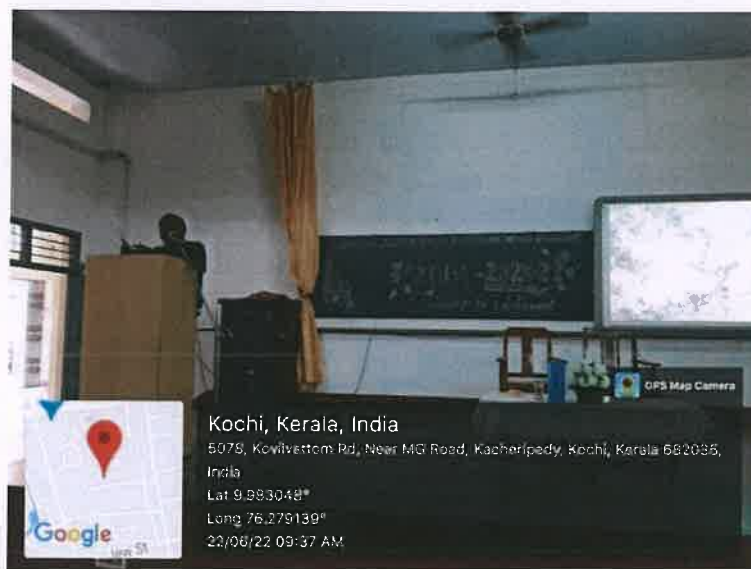 GPS Map Camera
Kochi, Kerala, India
5078, Kovilvattom Rd, Near MG Road, Kacheripady, Kochi, Kerala 682035,
India
Lat 9.983048°
Long 76.279139°
22/06/22 09:37 AM
Google